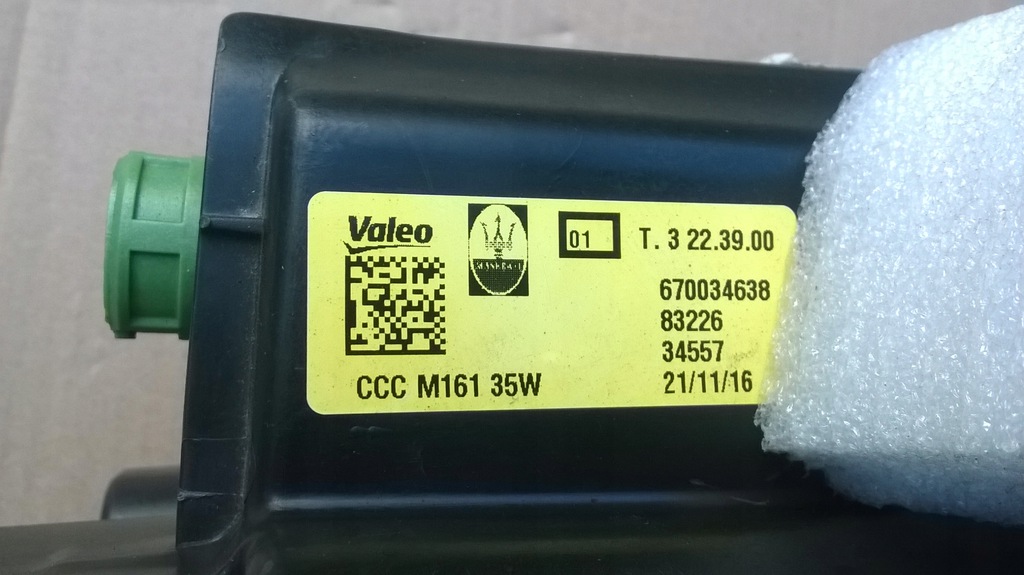 Valeo
01
T. 3 22.39.00
670034638
83226
34557
21/11/16
CCC M161 35W